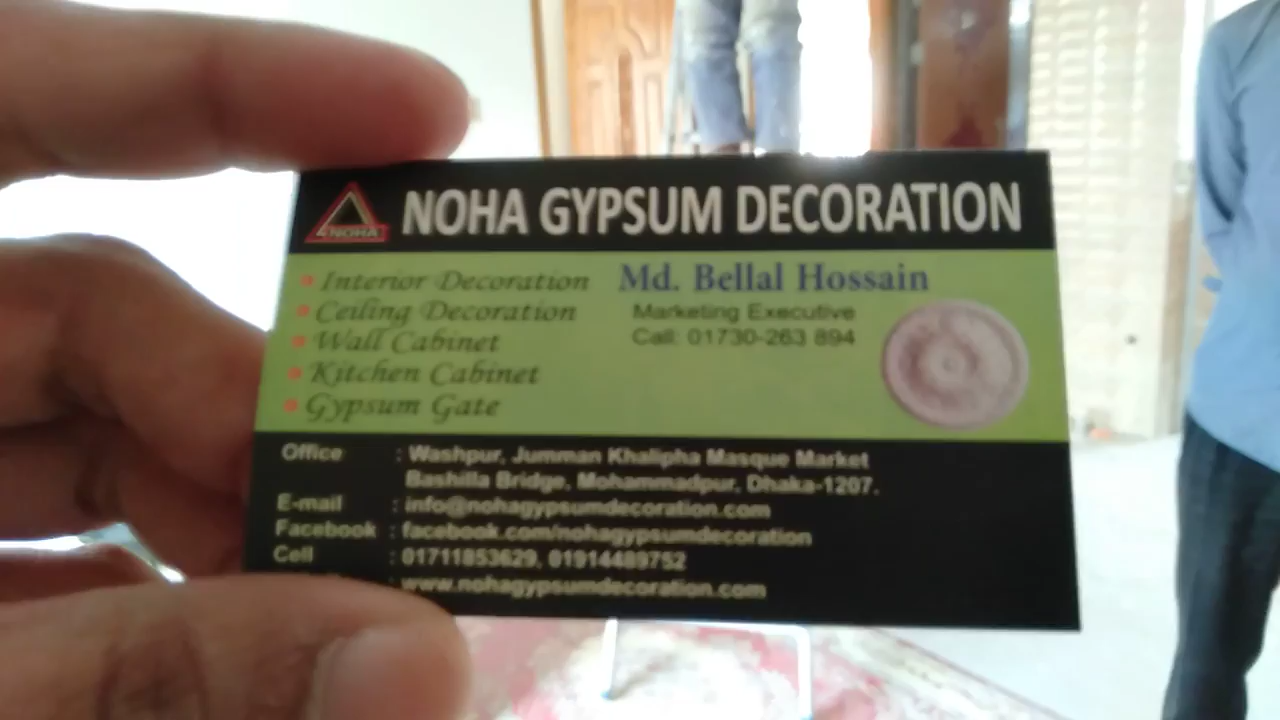 NOHA
NOHA GYPSUM DECORATION
Interior Decoration
Ceiling Decoration
Wall Cabinet
Kitchen Cabinet
Gypsum Gate
Md. Bellal Hossain
Marketing Executive
Call: 01730-263 894
Office : Washpur, Jumman Khalipha Masque Market
Bashilla Bridge, Mohammadpur, Dhaka-1207.
E-mail : info@nohagypsumdecoration.com
Facebook : facebook.com/nohagypsumdecoration
Cell : 01711853629, 01914489752
: www.nohagypsumdecoration.com